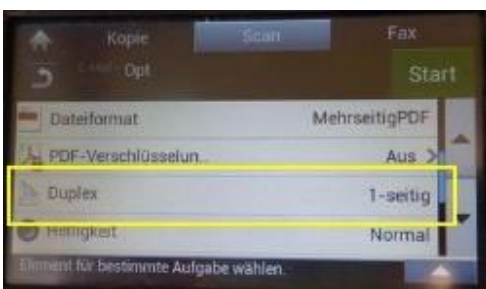 Kopie Scan Fax
Opt Start
Dateiformat MehrseitigPDF
PDF-Verschlüsselun.. Aus
Duplex 1-seitig
Helligkeit Normal
Element für bestimmte Aufgabe wählen.